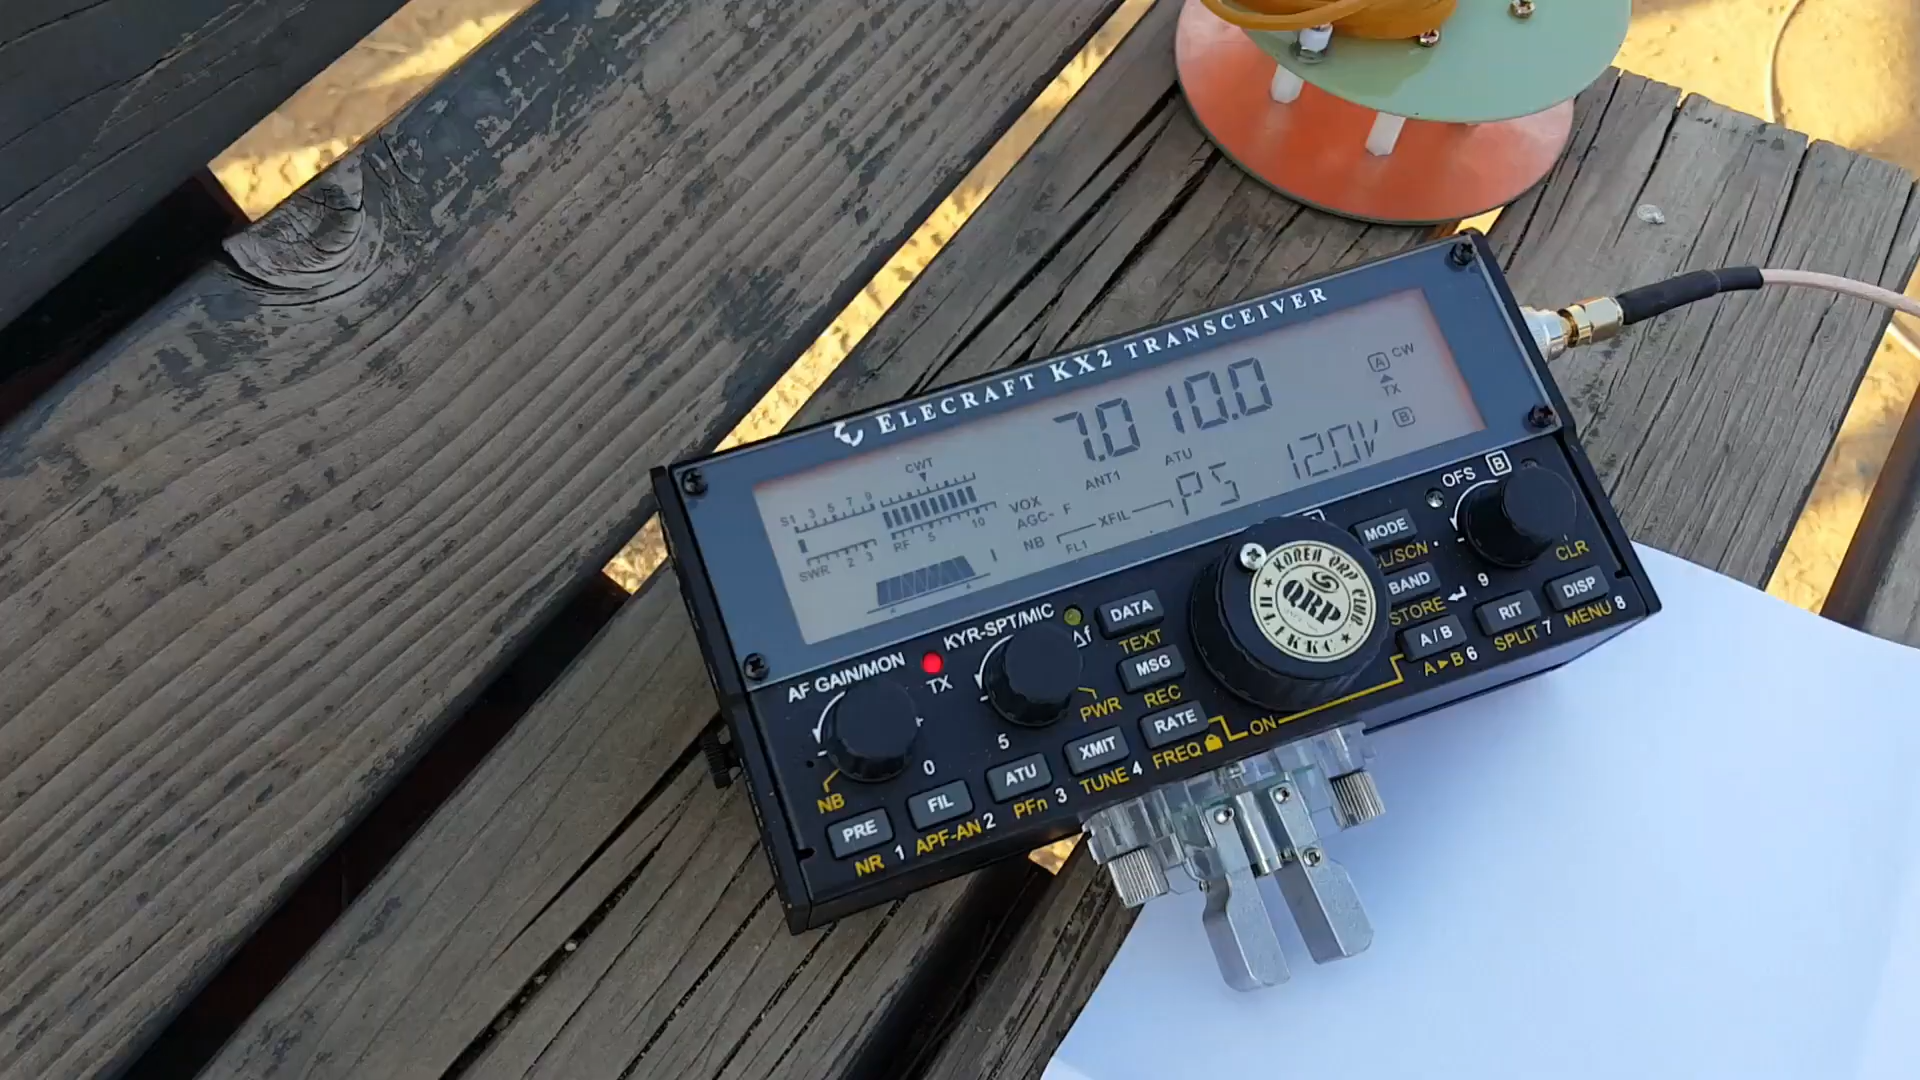 ELECRAFT KX2 TRANSCEIVER
7.010.0
A CW
TX
B
ANT1 ATU
PS 12.0V
CWT
S1 3 5 7 9
RF 5 10
SWR 2 3
VOX
AGC- F
NB
XFIL
FL1
I
AF GAIN/MON
TX
KYR-SPT/MIC
Δf
PWR
NB
0
5
DATA
TEXT
MSG
REC
RATE
FREQ
ON
XMIT
TUNE 4
ATU
PFn 3
FIL
APF-AN 2
PRE
NR 1
KOREA QRP CLUB
QRP
MODE
CL/SCN
BAND
STORE
9
A/B
A▸B 6
RIT
SPLIT 7
DISP
MENU 8
OFS B
- CLR